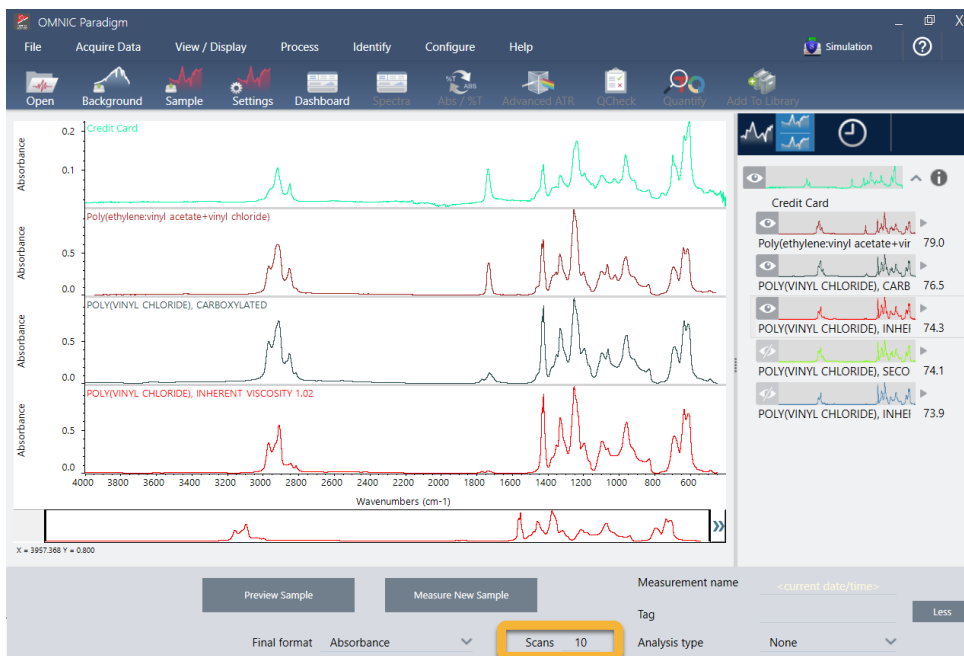 OMNIC Paradigm
File Acquire Data View / Display Process Identify Configure Help Simulation
Open Background Sample Settings Dashboard Spectra Abs / %T Advanced ATR QCheck Quantify Add To Library
%T ABS
Credit Card
Absorbance
0.2
0.1
Poly(ethylene:vinyl acetate+vinyl chloride)
Absorbance
0.5
0.0
POLY(VINYL CHLORIDE), CARBOXYLATED
Absorbance
0.5
0.0
POLY(VINYL CHLORIDE), INHERENT VISCOSITY 1.02
Absorbance
0.5
0.0
4000 3800 3600 3400 3200 3000 2800 2600 2400 2200 2000 1800 1600 1400 1200 1000 800 600
Wavenumbers (cm-1)
X = 3957.368 Y = 0.800
Credit Card
Poly(ethylene:vinyl acetate+vir 79.0
POLY(VINYL CHLORIDE), CARB 76.5
POLY(VINYL CHLORIDE), INHEI 74.3
POLY(VINYL CHLORIDE), SECO 74.1
POLY(VINYL CHLORIDE), INHEI 73.9
Preview Sample Measure New Sample Measurement name <current date/time>
Tag Less
Final format Absorbance Scans 10 Analysis type None